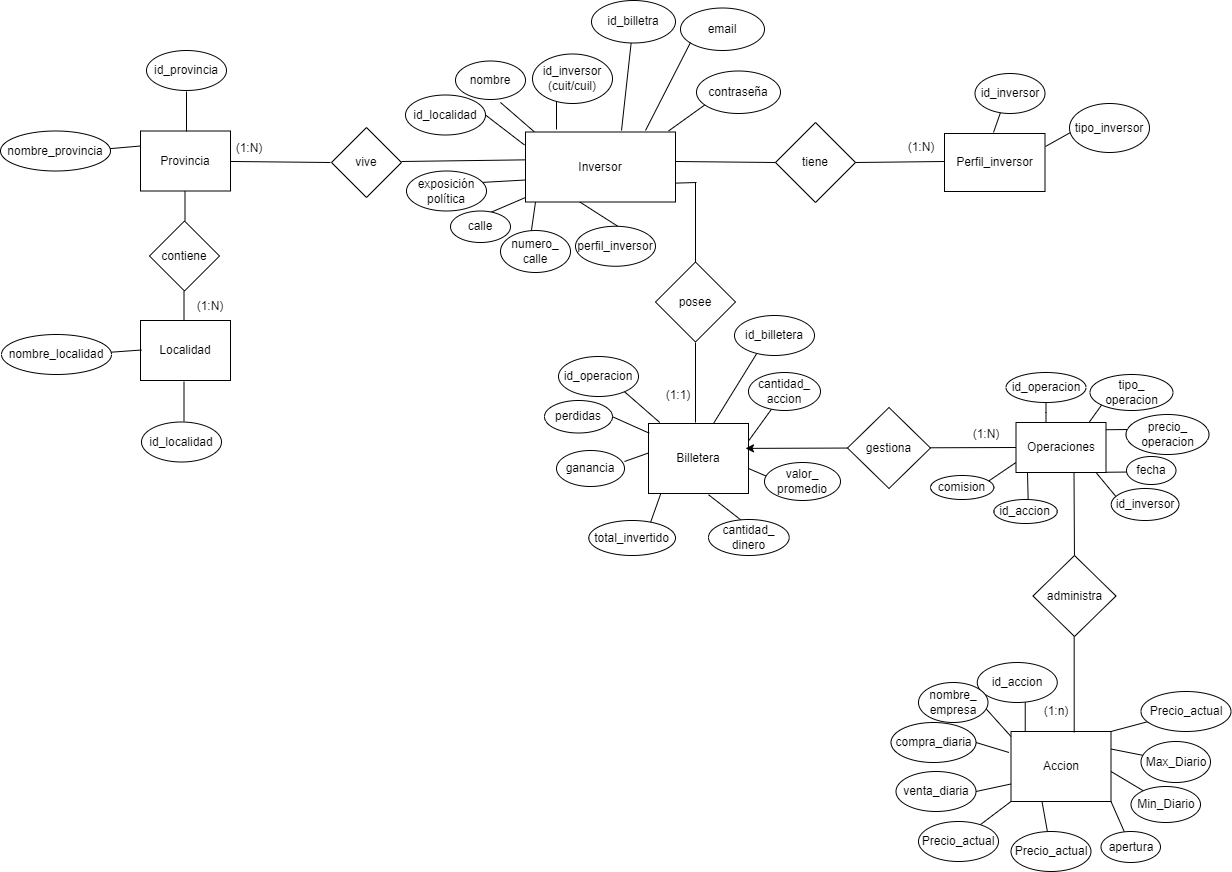 id_billetra
email
id_provincia
nombre
id_inversor
(cuit/cuil)
contraseña
id_inversor
id_localidad
tipo_inversor
nombre_provincia
Provincia
(1:N)
vive
Inversor
tiene
(1:N)
Perfil_inversor
exposición
política
calle
numero_
calle
perfil_inversor
contiene
(1:N)
posee
nombre_localidad
Localidad
id_billetera
id_operacion
cantidad_
accion
id_operacion
tipo_
operacion
(1:1)
perdidas
precio_
operacion
id_localidad
ganancia
Billetera
gestiona
(1:N)
Operaciones
fecha
valor_
promedio
comision
id_accion
id_inversor
total_invertido
cantidad_
dinero
administra
id_accion
nombre_
empresa
(1:n)
Precio_actual
compra_diaria
Accion
Max_Diario
venta_diaria
Min_Diario
Precio_actual
Precio_actual
apertura